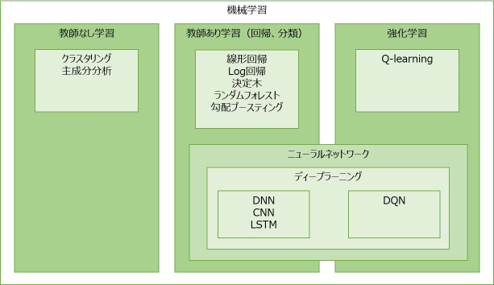 機械学習
教師なし学習
クラスタリング
主成分分析
教師あり学習（回帰、分類）
線形回帰
Log回帰
決定木
ランダムフォレスト
勾配ブースティング
強化学習
Q-learning
ニューラルネットワーク
ディープラーニング
DNN
CNN
LSTM
DQN